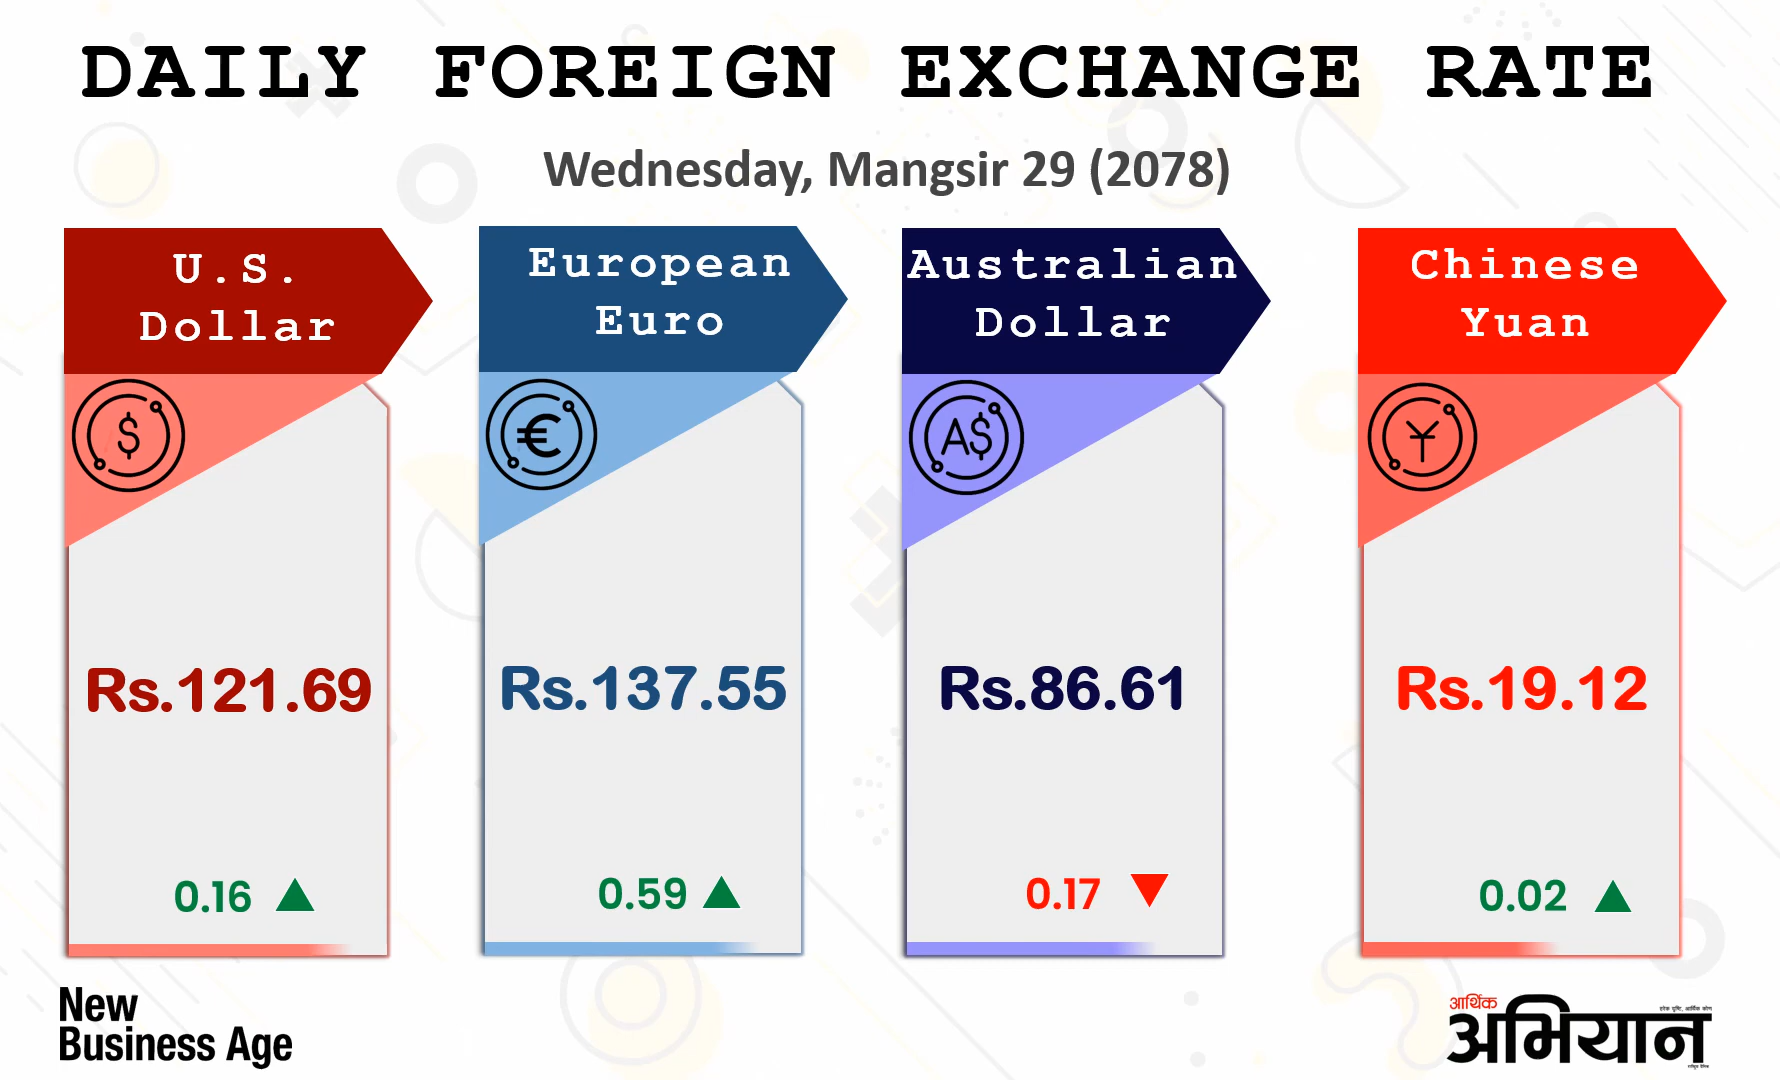 DAILY FOREIGN EXCHANGE RATE
Wednesday, Mangsir 29 (2078)
U.S.
Dollar
$
Rs.121.69
0.16
European
Euro
€
Rs.137.55
0.59
Australian
Dollar
A$
Rs.86.61
0.17
Chinese
Yuan
Rs.19.12
0.02
New
Business Age
आर्थिक
अभियान